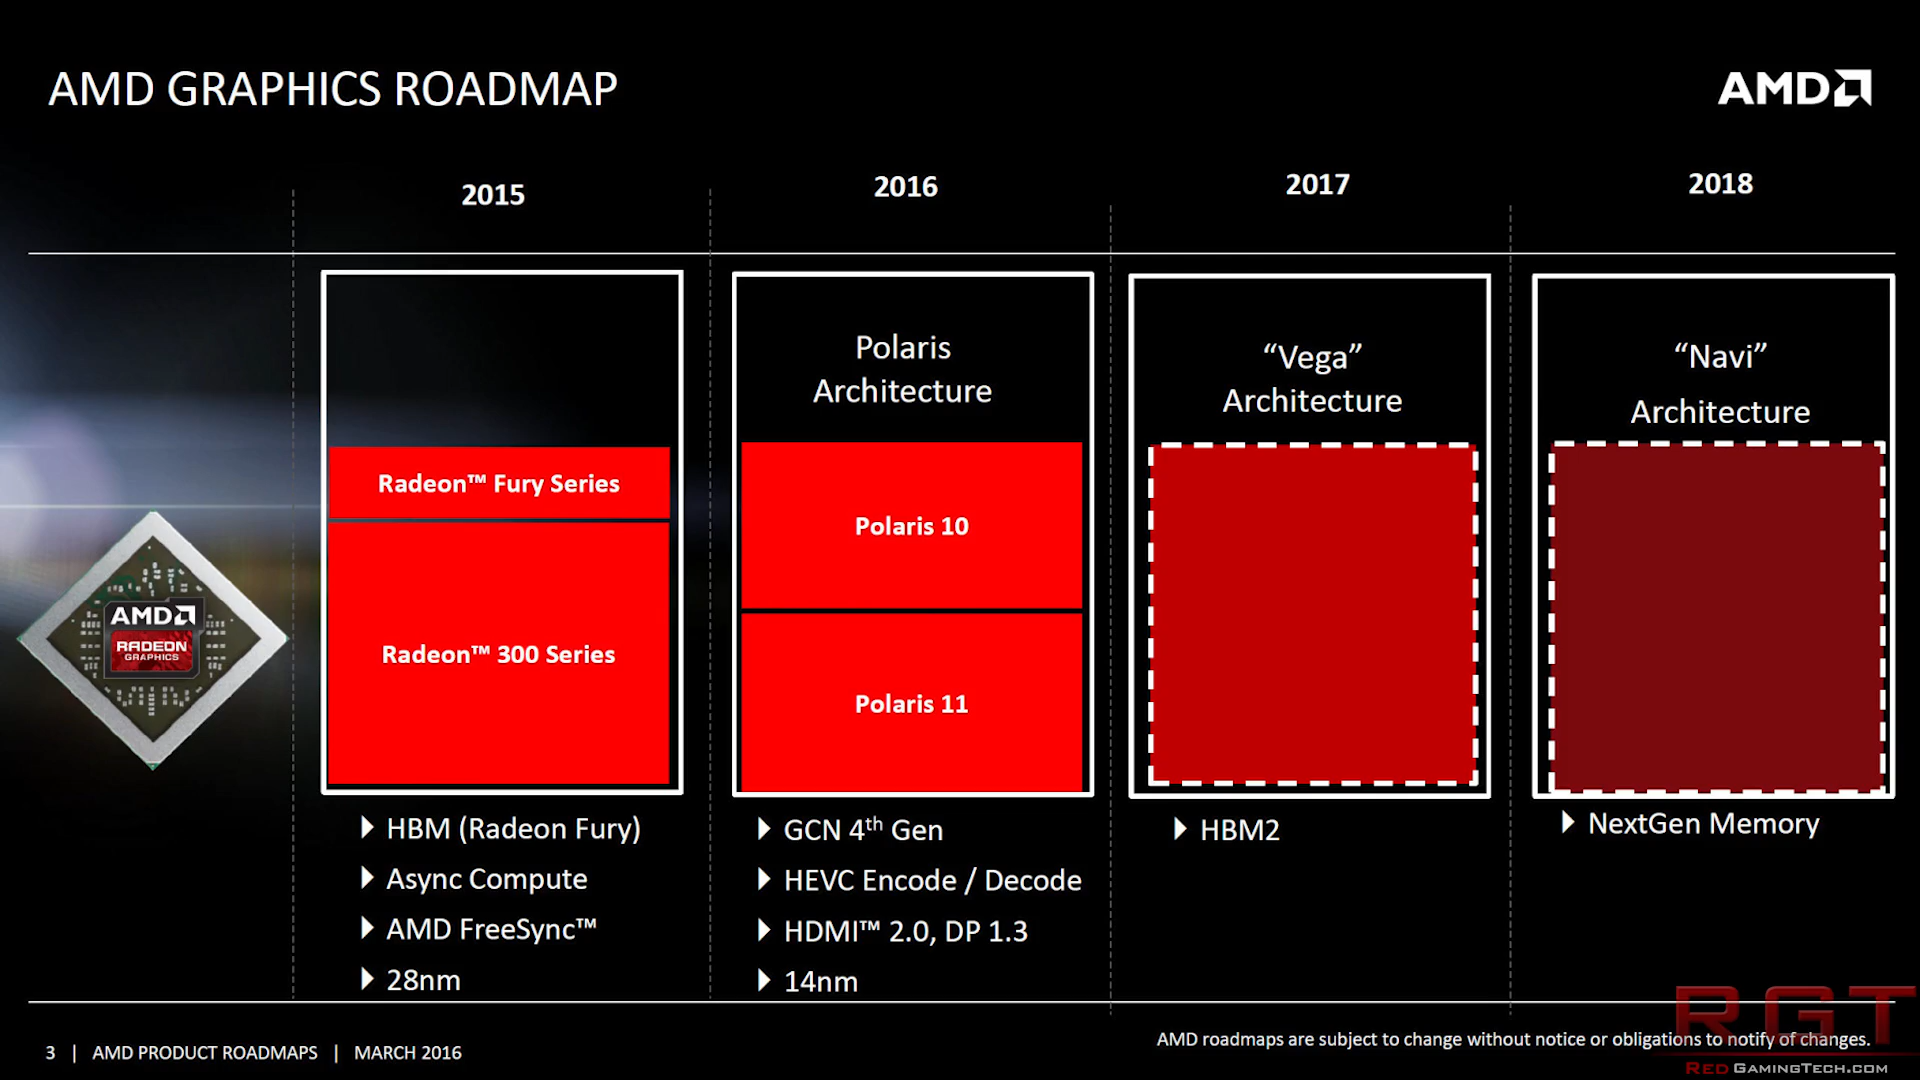 AMD GRAPHICS ROADMAP
AMD
2015
2016
2017
2018
Polaris
Architecture
“Vega”
Architecture
“Navi”
Architecture
Radeon™ Fury Series
Radeon™ 300 Series
Polaris 10
Polaris 11
AMD
RADEON
GRAPHICS
HBM (Radeon Fury)
Async Compute
AMD FreeSync™
28nm
GCN 4th Gen
HEVC Encode / Decode
HDMI™ 2.0, DP 1.3
14nm
HBM2
NextGen Memory
3 | AMD PRODUCT ROADMAPS | MARCH 2016
AMD roadmaps are subject to change without notice or obligations to notify of changes.
RGT
REDGAMINGTECH.COM